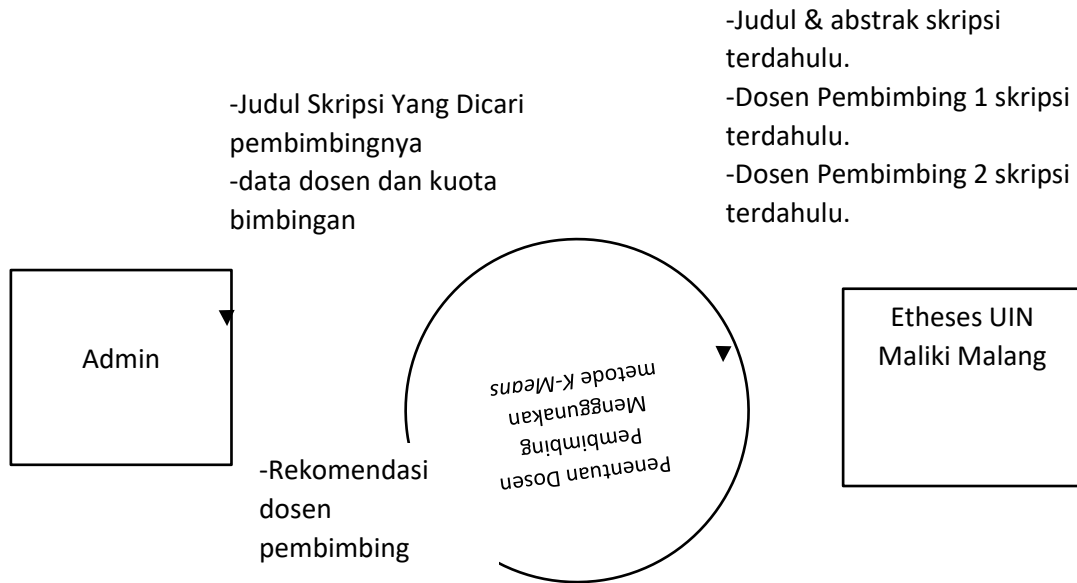 -Judul & abstrak skripsi
terdahulu.
-Dosen Pembimbing 1 skripsi
terdahulu.
-Dosen Pembimbing 2 skripsi
terdahulu.
-Judul Skripsi Yang Dicari
pembimbingnya
-data dosen dan kuota
bimbingan
Admin
Penentuan Dosen
Pembimbing
Menggunakan
metode K-Means
Etheses UIN
Maliki Malang
-Rekomendasi
dosen
pembimbing